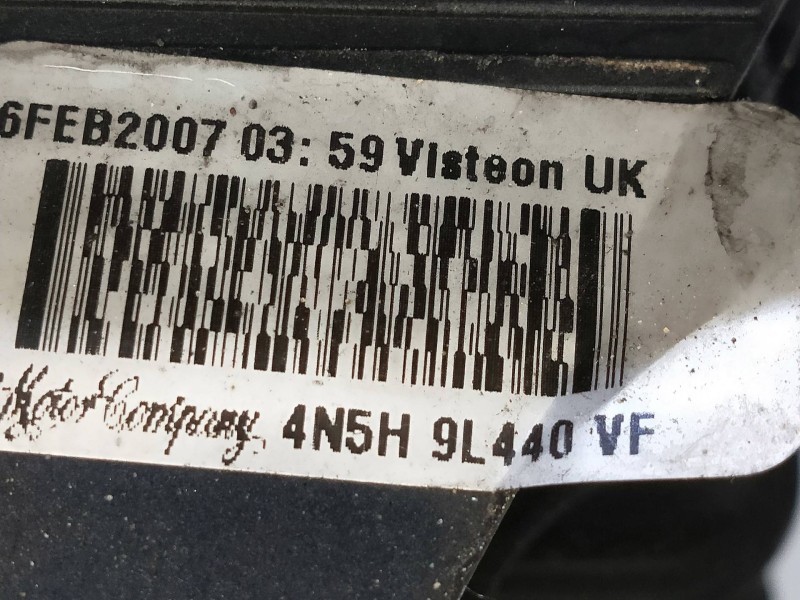 6FEB2007 03:59 Visteon UK
Motor Company, 4N5H 9L440 VF